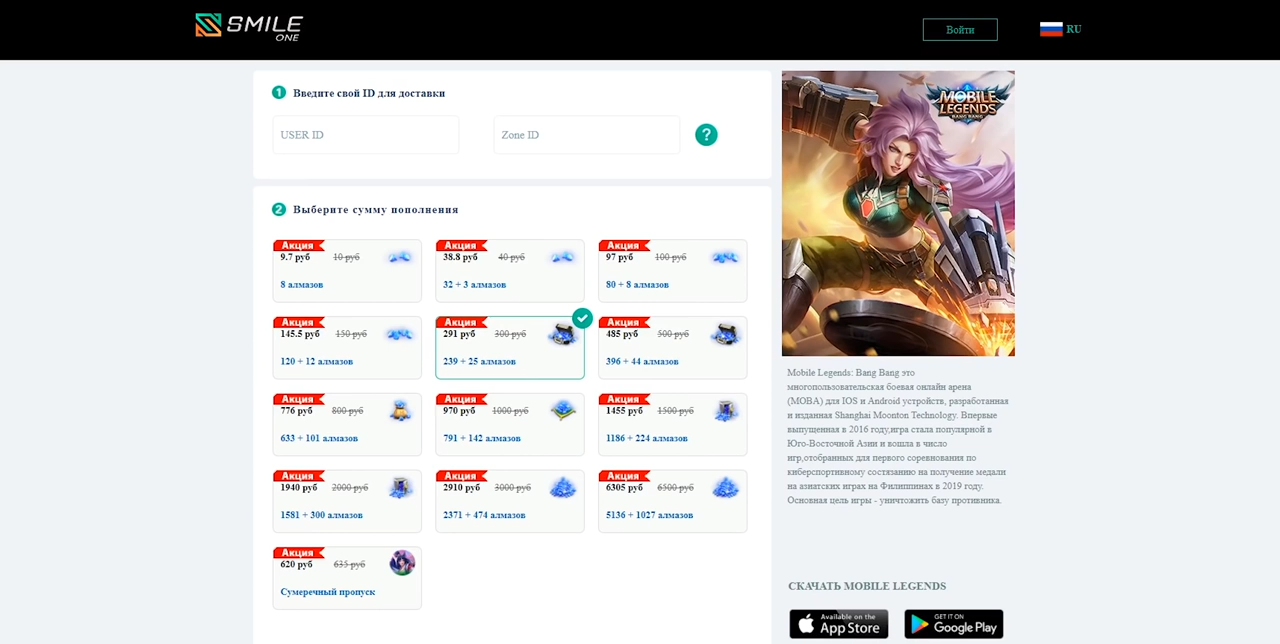 SMILE
ONE
Войти
RU
1 Введите свой ID для доставки
USER ID
Zone ID
?
2 Выберите сумму пополнения
Акция
9.7 руб 10 руб
8 алмазов
Акция
38.8 руб 40 руб
32 + 3 алмазов
Акция
97 руб 100 руб
80 + 8 алмазов
Акция
145.5 руб 150 руб
120 + 12 алмазов
Акция
291 руб 300 руб
239 + 25 алмазов
Акция
485 руб 500 руб
396 + 44 алмазов
Акция
776 руб 800 руб
633 + 101 алмазов
Акция
970 руб 1000 руб
791 + 142 алмазов
Акция
1455 руб 1500 руб
1186 + 224 алмазов
Акция
1940 руб 2000 руб
1581 + 300 алмазов
Акция
2910 руб 3000 руб
2371 + 474 алмазов
Акция
6305 руб 6500 руб
5136 + 1027 алмазов
Акция
620 руб 635 руб
Сумеречный пропуск
MOBILE
LEGENDS
BANG BANG
Mobile Legends: Bang Bang это
многопользовательская боевая онлайн арена
(MOBA) для IOS и Android устройств, разработанная
и изданная Shanghai Moonton Technology. Впервые
выпущенная в 2016 году,игра стала популярной в
Юго-Восточной Азии и вошла в число
игр,отобранных для первого соревнования по
киберспортивному состязанию на получение медали
на азиатских играх на Филиппинах в 2019 году.
Основная цель игры - уничтожить базу противника.
СКАЧАТЬ MOBILE LEGENDS
Available on the
App Store
GET IT ON
Google Play